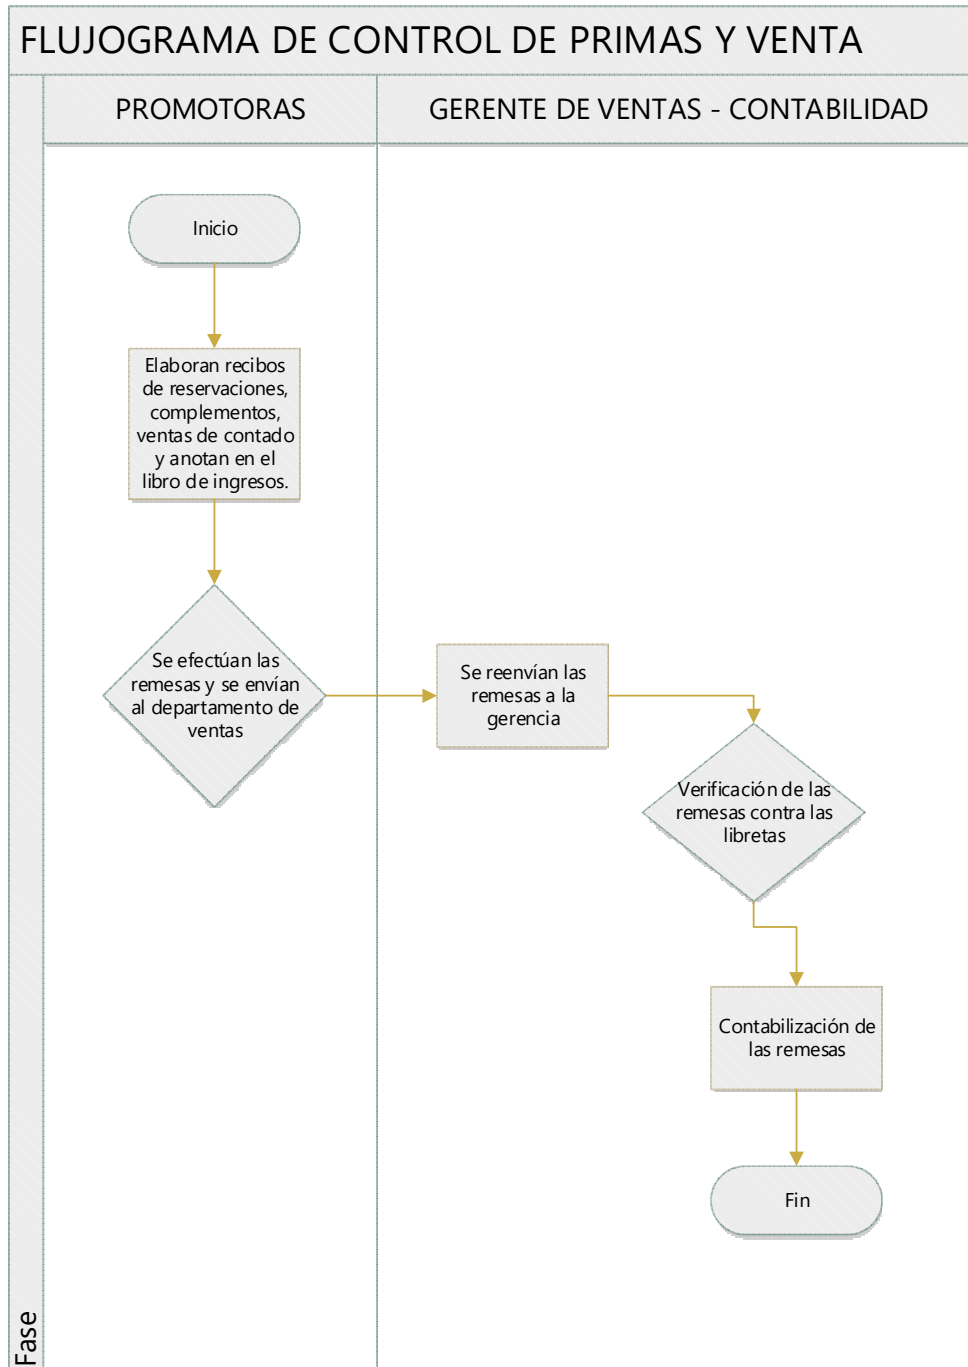 FLUJOGRAMA DE CONTROL DE PRIMAS Y VENTA
PROMOTORAS
GERENTE DE VENTAS - CONTABILIDAD
Inicio
Elaboran recibos
de reservaciones,
complementos,
ventas de contado
y anotan en el
libro de ingresos.
Se efectúan las
remesas y se envían
al departamento de
ventas
Se reenvían las
remesas a la
gerencia
Verificación de las
remesas contra las
libretas
Contabilización de
las remesas
Fin
Fase